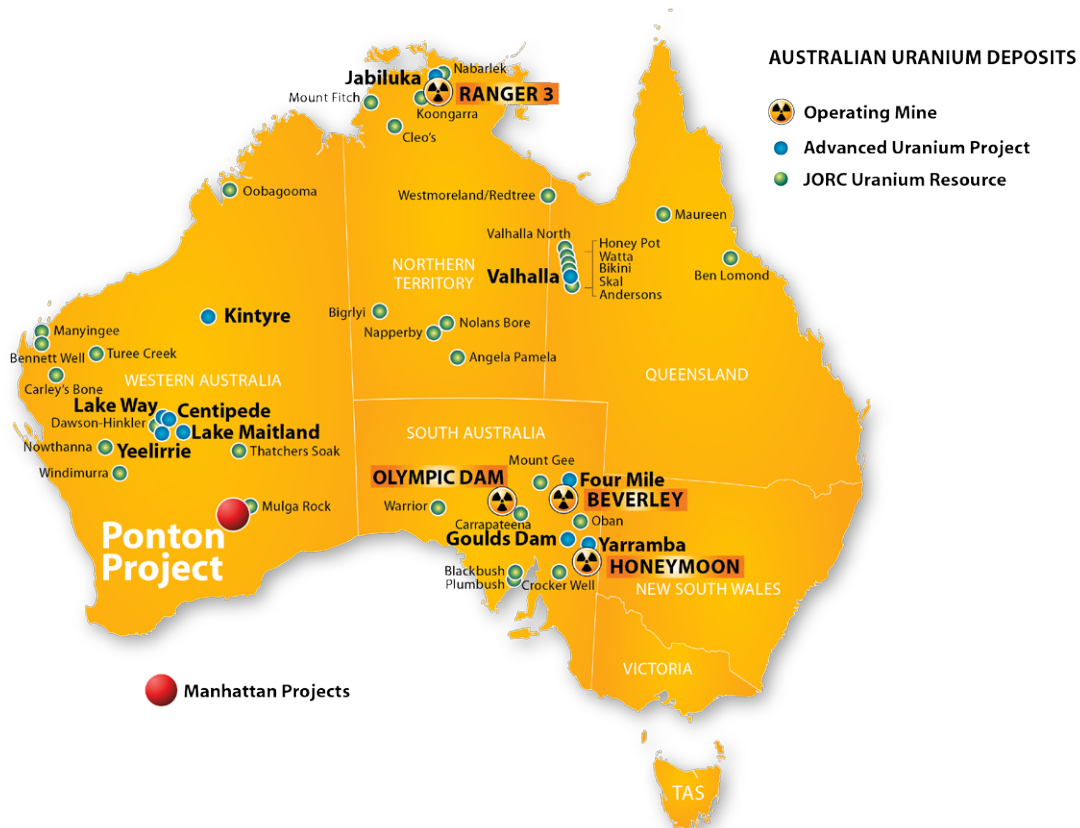 AUSTRALIAN URANIUM DEPOSITS
Operating Mine
Advanced Uranium Project
JORC Uranium Resource
Nabarlek
Jabiluka
RANGER 3
Mount Fitch
Koongarra
Cleo's
Oobagooma
Westmoreland/Redtree
Maureen
Valhalla North
Honey Pot
Watta
Bikini
Skal
Andersons
Valhalla
Ben Lomond
NORTHERN
TERRITORY
Kintyre
Bigrlyi
Nolans Bore
Napperby
Angela Pamela
Manyingee
Bennett Well
Turee Creek
Carley's Bone
WESTERN AUSTRALIA
QUEENSLAND
Lake Way
Centipede
Dawson-Hinkler
Lake Maitland
Nowthanna
Yeelirrie
Thatchers Soak
Windimurra
SOUTH AUSTRALIA
Mount Gee
OLYMPIC DAM
Four Mile
BEVERLEY
Warrior
Carrapateena
Oban
Mulga Rock
Ponton
Project
Goulds Dam
Yarramba
HONEYMOON
Blackbush
Plumbush
Crocker Well
NEW SOUTH WALES
VICTORIA
Manhattan Projects
TAS